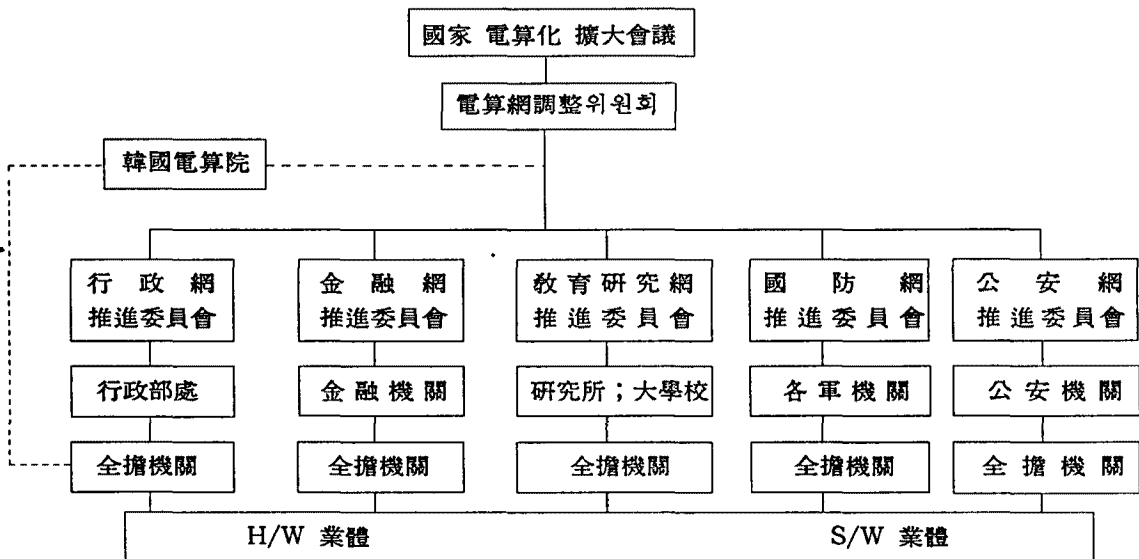 國家 電算化 擴大會議
電算網調整위원회
韓國電算院
行政網 金融網 敎育硏究網 國防網 公安網
推進委員會 推進委員會 推進委員會 推進委員會 推進委員會
行政部處 金融機關 硏究所;大學校 各軍機關 公安機關
全擔機關 全擔機關 全擔機關 全擔機關 全擔機關
H/W 業體 S/W 業體